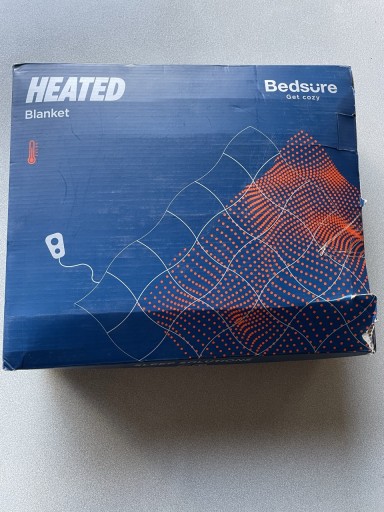 HEATED
Blanket
Bedsure
Get cozy